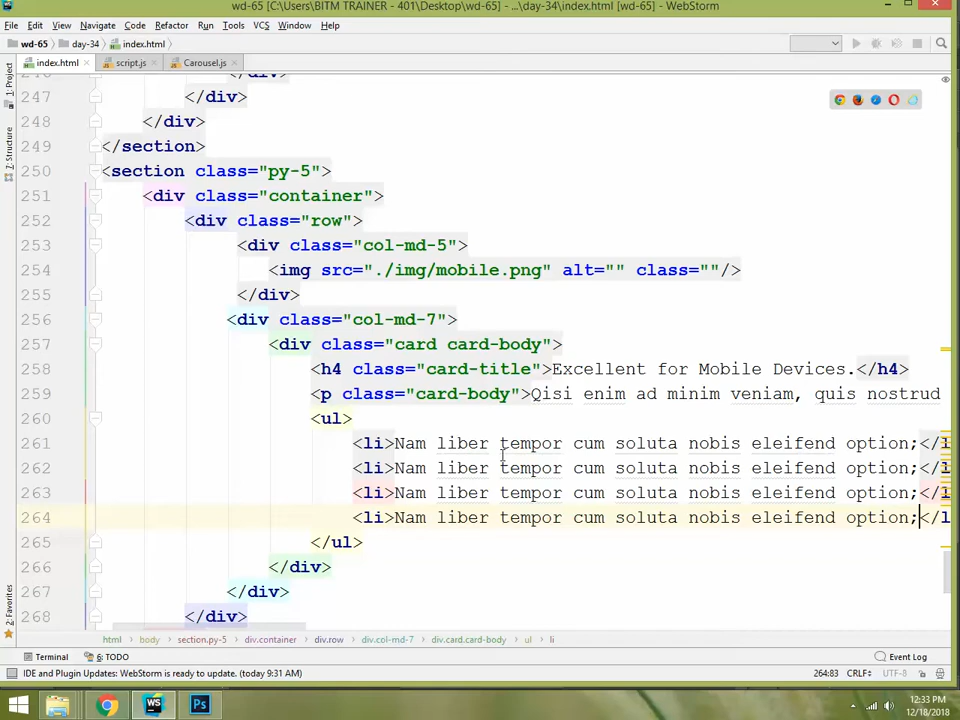 wd-65 [C:\Users\BITM TRAINER - 401\Desktop\wd-65] - ...\day-34\index.html [wd-65] - WebStorm
File Edit View Navigate Code Refactor Run Tools VCS Window Help
wd-65 day-34 index.html
index.html script.js Carousel.js
1: Project
7: Structure
2: Favorites
247 </div>
248 </div>
249 </section>
250 <section class="py-5">
251 <div class="container">
252 <div class="row">
253 <div class="col-md-5">
254 <img src="./img/mobile.png" alt="" class=""/>
255 </div>
256 <div class="col-md-7">
257 <div class="card card-body">
258 <h4 class="card-title">Excellent for Mobile Devices.</h4>
259 <p class="card-body">Qisi enim ad minim veniam, quis nostrud
260 <ul>
261 <li>Nam liber tempor cum soluta nobis eleifend option;</l
262 <li>Nam liber tempor cum soluta nobis eleifend option;</l
263 <li>Nam liber tempor cum soluta nobis eleifend option;</l
264 <li>Nam liber tempor cum soluta nobis eleifend option;</l
265 </ul>
266 </div>
267 </div>
268 </div>
html body section.py-5 div.container div.row div.col-md-7 div.card.card-body ul li
Terminal 6: TODO Event Log
IDE and Plugin Updates: WebStorm is ready to update. (today 9:31 AM) 264:83 CRLF UTF-8
WS Ps 12:33 PM
12/18/2018